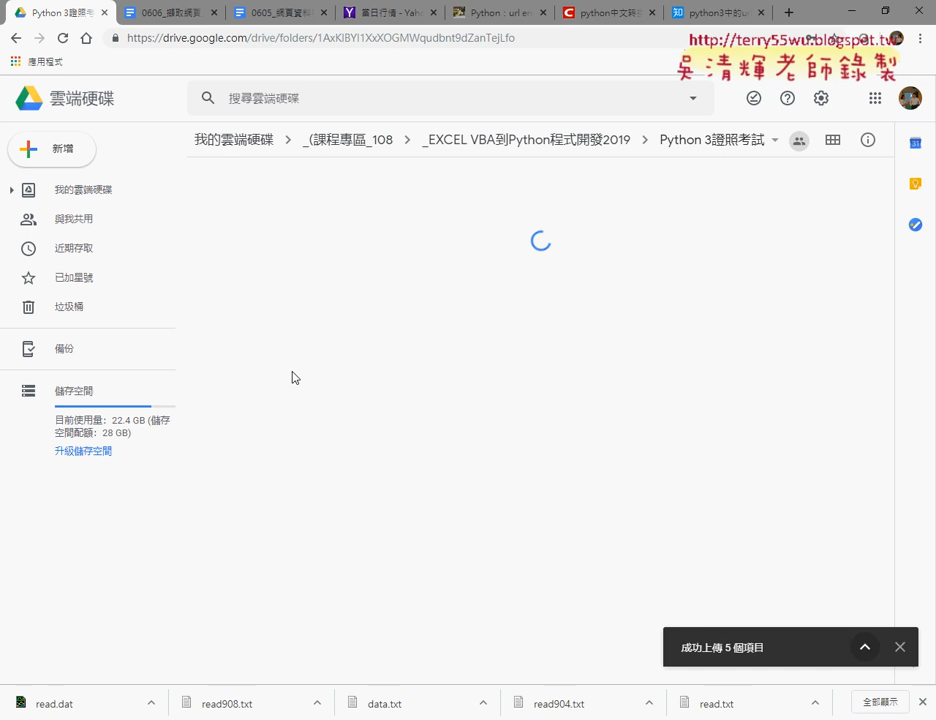 Python 3證照考
0606_擷取網頁
0605_網頁資料
當日行情 - Yah
Python：url en
python中文轉
python3中的ur
https://drive.google.com/drive/folders/1AxKlBYI1XxXOGMWqudbnt9dZanTejLfo
http://terry55wu.blogspot.tw
吳清輝老師錄製
應用程式
雲端硬碟
搜尋雲端硬碟
新增
我的雲端硬碟
與我共用
近期存取
已加星號
垃圾桶
備份
儲存空間
目前使用量：22.4 GB (儲存
空間配額：28 GB)
升級儲存空間
我的雲端硬碟 > _(課程專區_108 > _EXCEL VBA到Python程式開發2019 > Python 3證照考試
31
成功上傳 5 個項目
read.dat
read908.txt
data.txt
read904.txt
read.txt
全部顯示